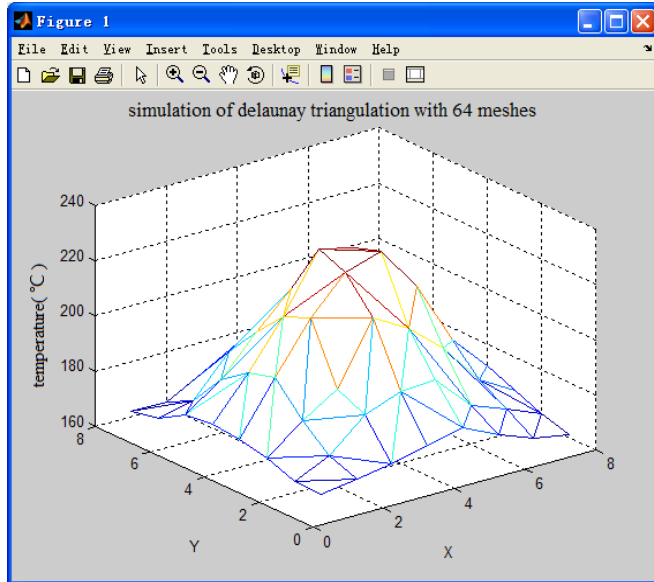 Figure 1
File Edit View Insert Tools Desktop Window Help
simulation of delaunay triangulation with 64 meshes
240
220
200
180
160
temperature( ℃ )
8
6
4
2
0
Y
0
2
4
6
8
X